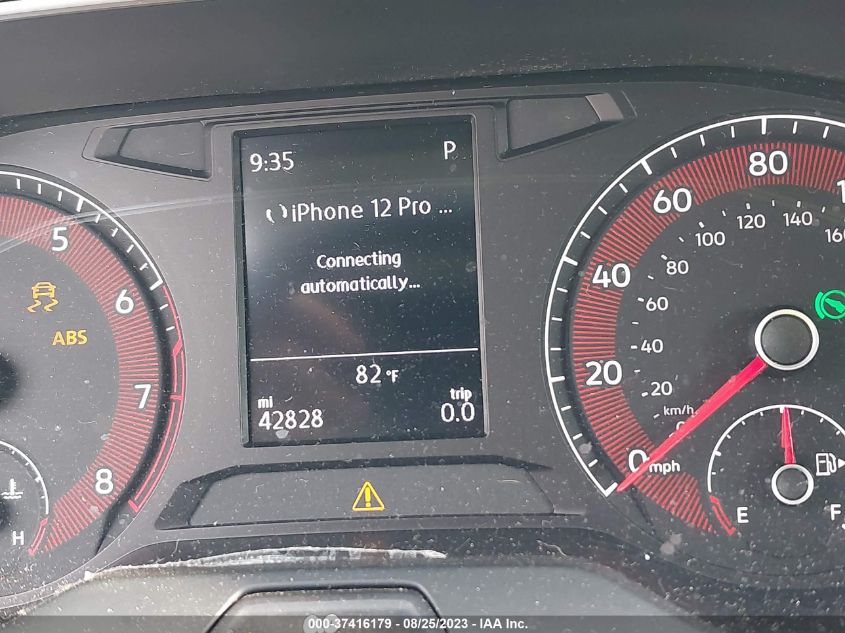 9:35 P
iPhone 12 Pro ...
Connecting
automatically...
82 °F
mi
42828
trip
0.0
5
6
7
8
ABS
H
0 mph
20
40
60
80
km/h
20
40
60
80
100
120
140
160
E
F
000-37416179 - 08/25/2023 - IAA Inc.